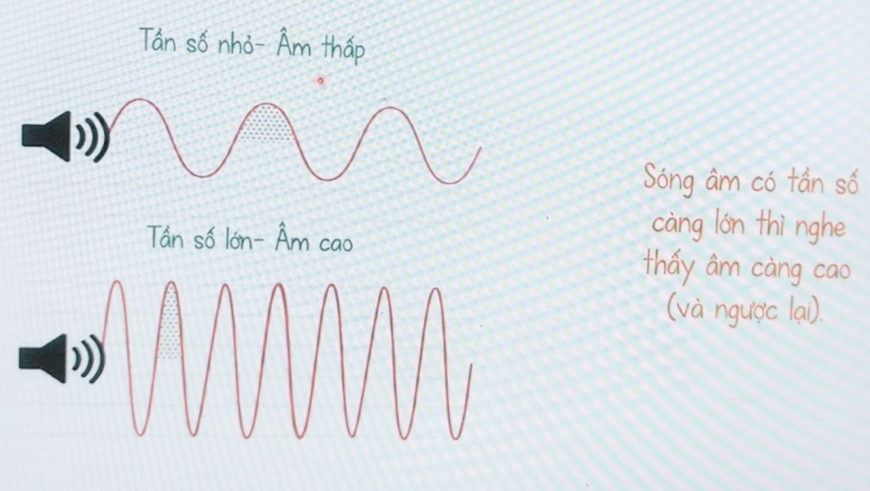 Tần số nhỏ- Âm thấp
Tần số lớn- Âm cao
Sóng âm có tần số
càng lớn thì nghe
thấy âm càng cao
(và ngược lại).